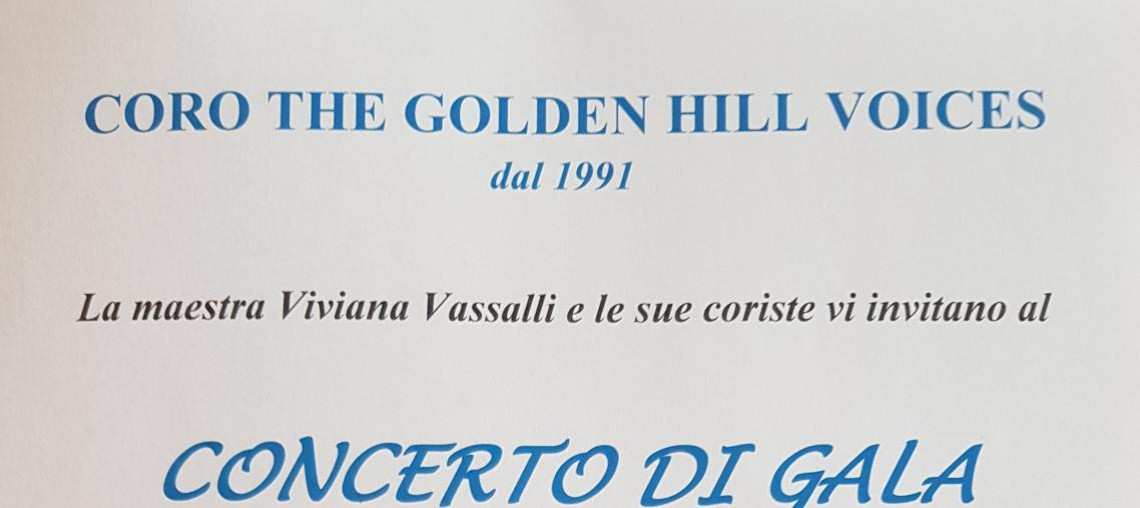 CORO THE GOLDEN HILL VOICES
dal 1991
La maestra Viviana Vassalli e le sue coriste vi invitano al
CONCERTO DI GALA